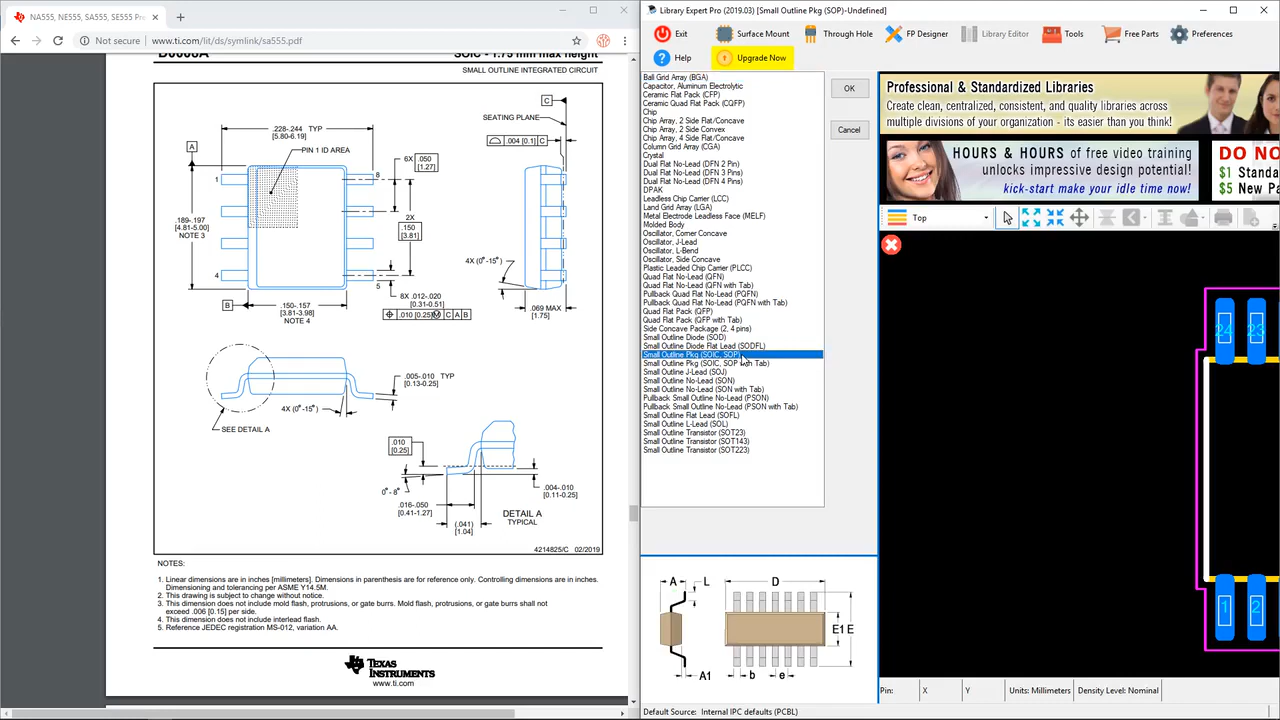 NA555, NE555, SA555, SE555 Pre
Not secure
www.ti.com/lit/ds/symlink/sa555.pdf
D0008A
SOIC - 1.75 mm max height
SMALL OUTLINE INTEGRATED CIRCUIT
C
SEATING PLANE
.228-.244 TYP
[5.80-6.19]
.004 [0.1] C
A
PIN 1 ID AREA
6X .050
[1.27]
8
1
2X
.150
[3.81]
.189-.197
[4.81-5.00]
NOTE 3
4X (0°-15°)
4
5
B
8X .012-.020
[0.31-0.51]
.010 [0.25] M C A B
.150-.157
[3.81-3.98]
NOTE 4
.069 MAX
[1.75]
.005-.010 TYP
[0.13-0.25]
4X (0°-15°)
SEE DETAIL A
.010
[0.25]
0°- 8°
.004-.010
[0.11-0.25]
.016-.050
[0.41-1.27]
DETAIL A
TYPICAL
(.041)
[1.04]
4214825/C 02/2019
NOTES:
1. Linear dimensions are in inches [millimeters]. Dimensions in parenthesis are for reference only. Controlling dimensions are in inches.
Dimensioning and tolerancing per ASME Y14.5M.
2. This drawing is subject to change without notice.
3. This dimension does not include mold flash, protrusions, or gate burrs. Mold flash, protrusions, or gate burrs shall not
exceed .006 [0.15] per side.
4. This dimension does not include interlead flash.
5. Reference JEDEC registration MS-012, variation AA.
TEXAS
INSTRUMENTS
www.ti.com
Library Expert Pro (2019.03) [Small Outline Pkg (SOP)-Undefined]
Exit
Surface Mount
Through Hole
FP Designer
Library Editor
Tools
Free Parts
Preferences
Help
Upgrade Now
Ball Grid Array (BGA)
Capacitor, Aluminum Electrolytic
Ceramic Flat Pack (CFP)
Ceramic Quad Flat Pack (CQFP)
Chip
Chip Array, 2 Side Flat/Concave
Chip Array, 2 Side Convex
Chip Array, 4 Side Flat/Concave
Column Grid Array (CGA)
Crystal
Dual Flat No-Lead (DFN 2 Pin)
Dual Flat No-Lead (DFN 3 Pins)
Dual Flat No-Lead (DFN 4 Pins)
DPAK
Leadless Chip Carrier (LCC)
Land Grid Array (LGA)
Metal Electrode Leadless Face (MELF)
Molded Body
Oscillator, Corner Concave
Oscillator, J-Lead
Oscillator, L-Bend
Oscillator, Side Concave
Plastic Leaded Chip Carrier (PLCC)
Quad Flat No-Lead (QFN)
Quad Flat No-Lead (QFN with Tab)
Pullback Quad Flat No-Lead (PQFN)
Pullback Quad Flat No-Lead (PQFN with Tab)
Quad Flat Pack (QFP)
Quad Flat Pack (QFP with Tab)
Side Concave Package (2, 4 pins)
Small Outline Diode (SOD)
Small Outline Diode Flat Lead (SODFL)
Small Outline Pkg (SOIC, SOP)
Small Outline Pkg (SOIC, SOP with Tab)
Small Outline J-Lead (SOJ)
Small Outline No-Lead (SON)
Small Outline No-Lead (SON with Tab)
Pullback Small Outline No-Lead (PSON)
Pullback Small Outline No-Lead (PSON with Tab)
Small Outline Flat Lead (SOFL)
Small Outline L-Lead (SOL)
Small Outline Transistor (SOT23)
Small Outline Transistor (SOT143)
Small Outline Transistor (SOT223)
OK
Cancel
Professional & Standardized Libraries
Create clean, centralized, consistent, and quality libraries across
multiple divisions of your organization - its easier than you think!
HOURS & HOURS of free video training
unlocks impressive design potential!
kick-start make your idle time now!
DO NO
$1 Standa
$5 New Pa
Top
24 23
1 2
A L D
E1 E
A1 b e
Pin: X Y Units: Millimeters Density Level: Nominal
Default Source: Internal IPC defaults (PCBL)